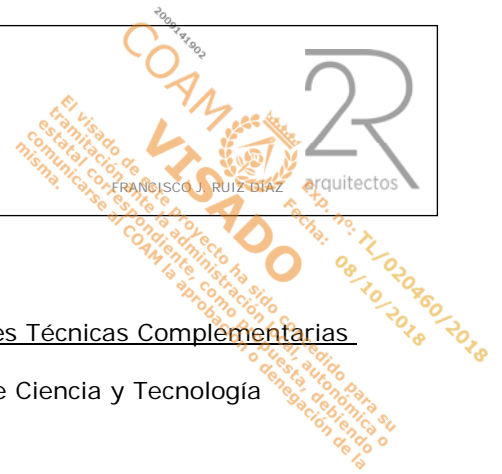 2009141902
COAM
VISADO
Exp. nº: TL/020460/2018
Fecha: 08/10/2018
El visado de este proyecto ha sido concedido para su
tramitación ante la administración local, autonómica o
estatal correspondiente, como propuesta, debiendo
comunicarse al COAM la aprobación o denegación de la
misma.
2R
FRANCISCO J. RUIZ DÍAZ
arquitectos
es Técnicas Complementarias
e Ciencia y Tecnología